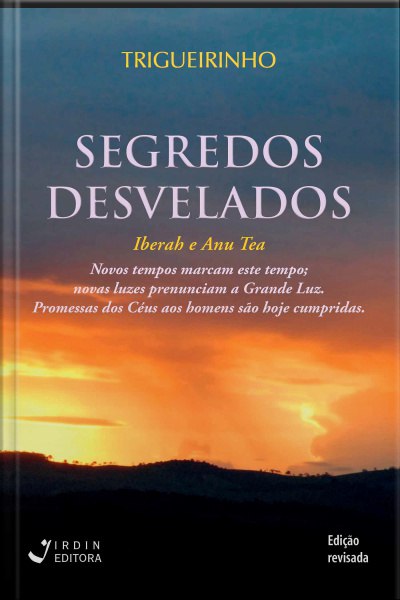 TRIGUEIRINHO
SEGREDOS
DESVELADOS
Iberah e Anu Tea
Novos tempos marcam este tempo;
novas luzes prenunciam a Grande Luz.
Promessas dos Céus aos homens são hoje cumpridas.
IRDIN
EDITORA
Edição
revisada